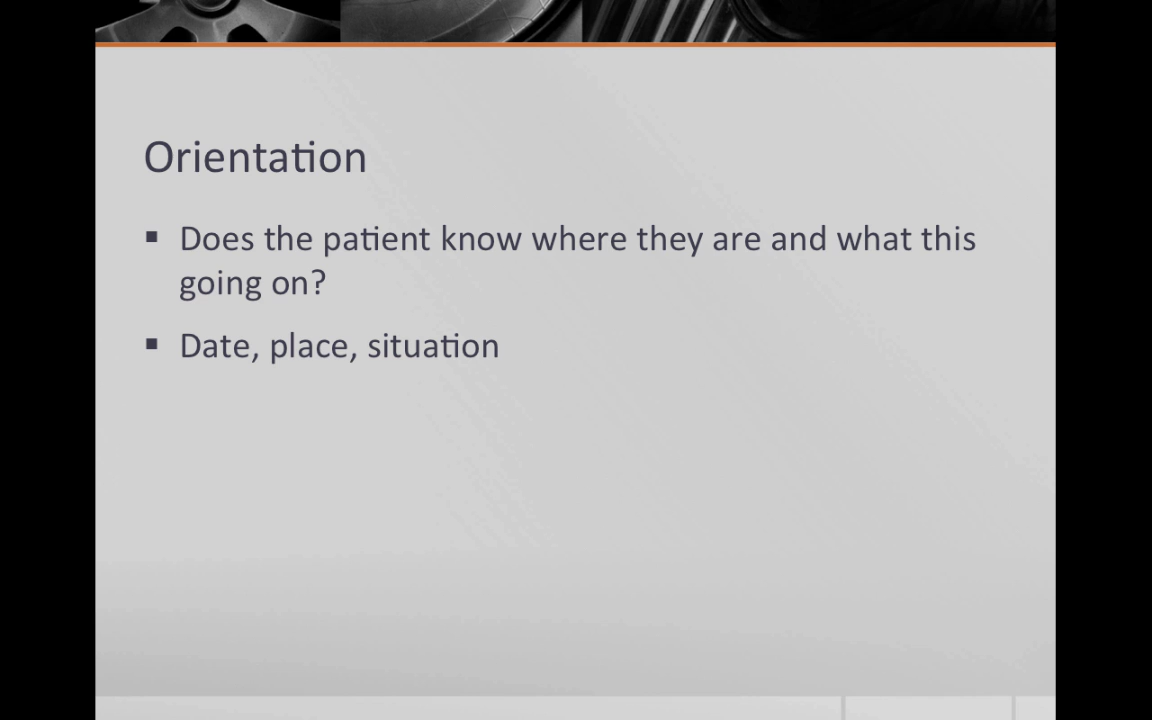 Orientation
▪ Does the patient know where they are and what this
going on?
▪ Date, place, situation